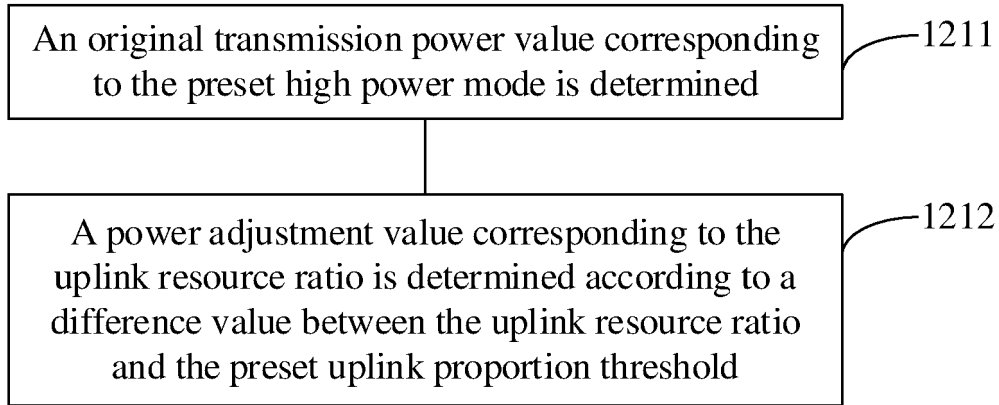 An original transmission power value corresponding
to the preset high power mode is determined
1211
A power adjustment value corresponding to the
uplink resource ratio is determined according to a
difference value between the uplink resource ratio
and the preset uplink proportion threshold
1212